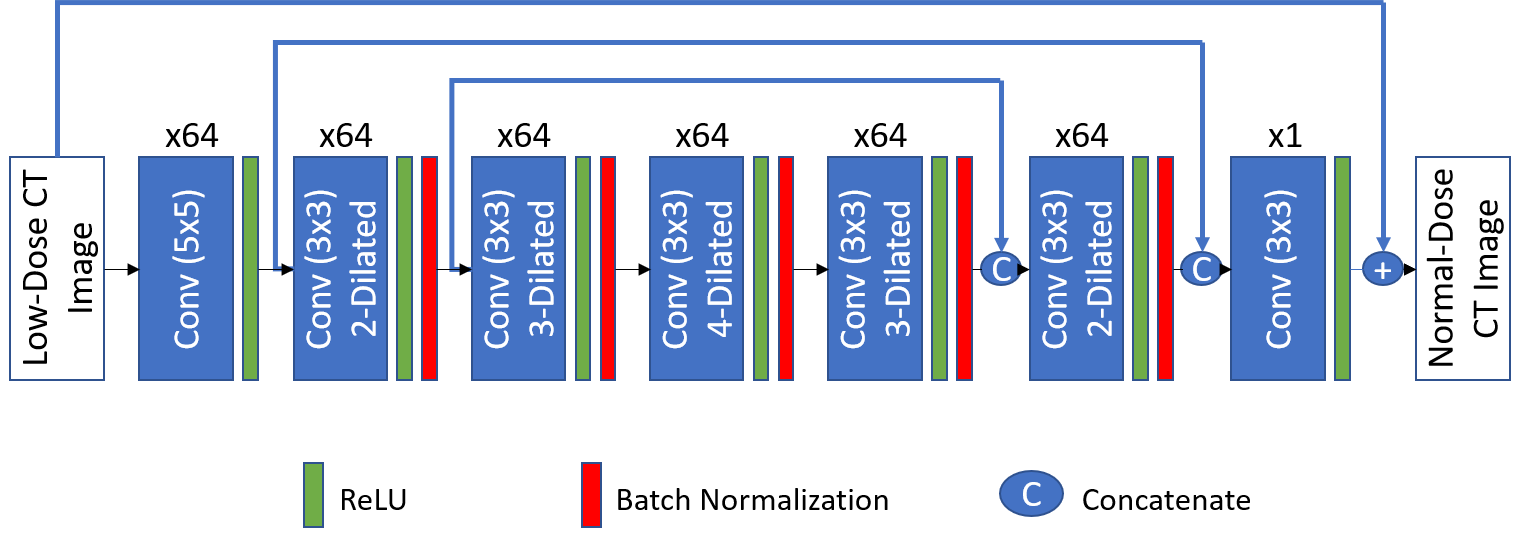 x64
x64
x64
x64
x64
x64
x1
Low-Dose CT
Image
Conv (5x5)
Conv (3x3)
2-Dilated
Conv (3x3)
3-Dilated
Conv (3x3)
4-Dilated
Conv (3x3)
3-Dilated
C
Conv (3x3)
2-Dilated
C
Conv (3x3)
+
Normal-Dose
CT Image
ReLU
Batch Normalization
C
Concatenate